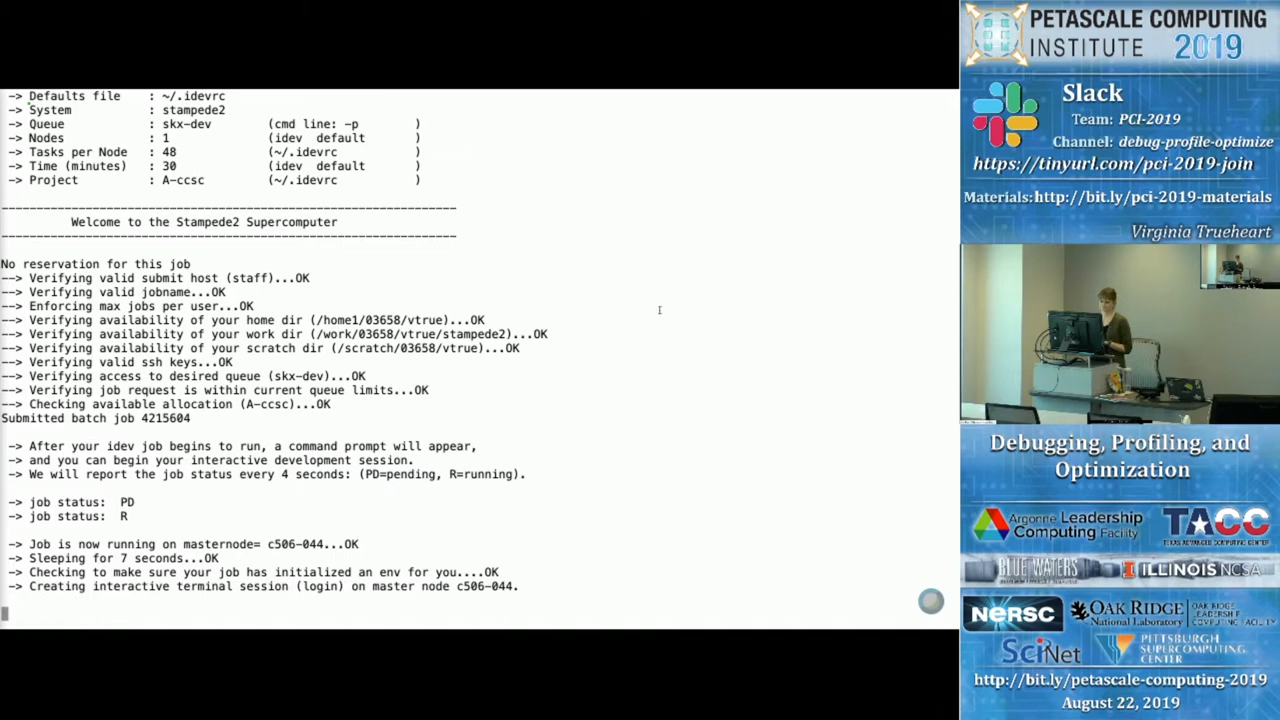 -> Defaults file    : ~/.idevrc
-> System           : stampede2
-> Queue            : skx-dev        (cmd line: -p        )
-> Nodes            : 1              (idev  default       )
-> Tasks per Node   : 48             (~/.idevrc           )
-> Time (minutes)   : 30             (idev  default       )
-> Project          : A-ccsc         (~/.idevrc           )
-----------------------------------------------------------------
Welcome to the Stampede2 Supercomputer
-----------------------------------------------------------------
No reservation for this job
--> Verifying valid submit host (staff)...OK
--> Verifying valid jobname...OK
--> Enforcing max jobs per user...OK
--> Verifying availability of your home dir (/home1/03658/vtrue)...OK
--> Verifying availability of your work dir (/work/03658/vtrue/stampede2)...OK
--> Verifying availability of your scratch dir (/scratch/03658/vtrue)...OK
--> Verifying valid ssh keys...OK
--> Verifying access to desired queue (skx-dev)...OK
--> Verifying job request is within current queue limits...OK
--> Checking available allocation (A-ccsc)...OK
Submitted batch job 4215604
-> After your idev job begins to run, a command prompt will appear,
-> and you can begin your interactive development session.
-> We will report the job status every 4 seconds: (PD=pending, R=running).
-> job status:  PD
-> job status:  R
-> Job is now running on masternode= c506-044...OK
-> Sleeping for 7 seconds...OK
-> Checking to make sure your job has initialized an env for you....OK
-> Creating interactive terminal session (login) on master node c506-044.
PETASCALE COMPUTING
INSTITUTE 2019
Slack
Team: PCI-2019
Channel: debug-profile-optimize
https://tinyurl.com/pci-2019-join
Materials:http://bit.ly/pci-2019-materials
Virginia Trueheart
Debugging, Profiling, and
Optimization
Argonne Leadership
Computing Facility
TACC
TEXAS ADVANCED COMPUTING CENTER
BLUE WATERS
I ILLINOIS NCSA
NERSC
OAK RIDGE
National Laboratory
OAK RIDGE
LEADERSHIP
COMPUTING FACILITY
SciNet
PITTSBURGH
SUPERCOMPUTING
CENTER
http://bit.ly/petascale-computing-2019
August 22, 2019